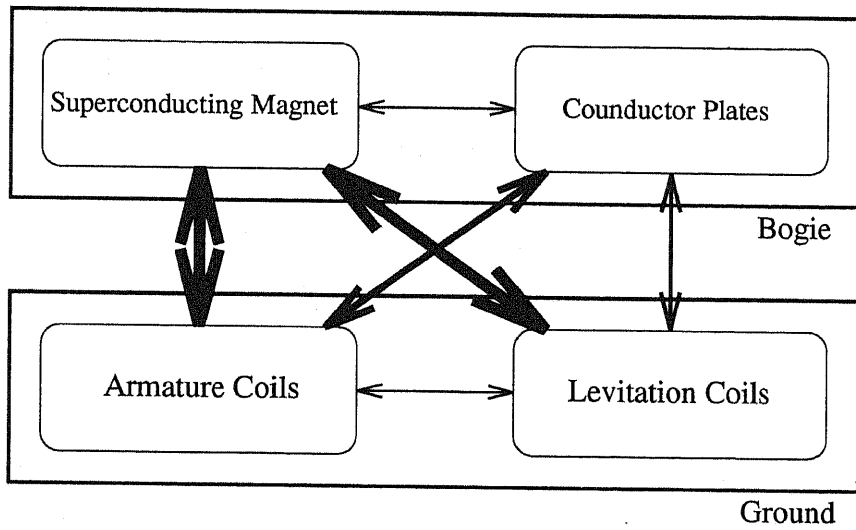 Superconducting Magnet
Counductor Plates
Bogie
Armature Coils
Levitation Coils
Ground